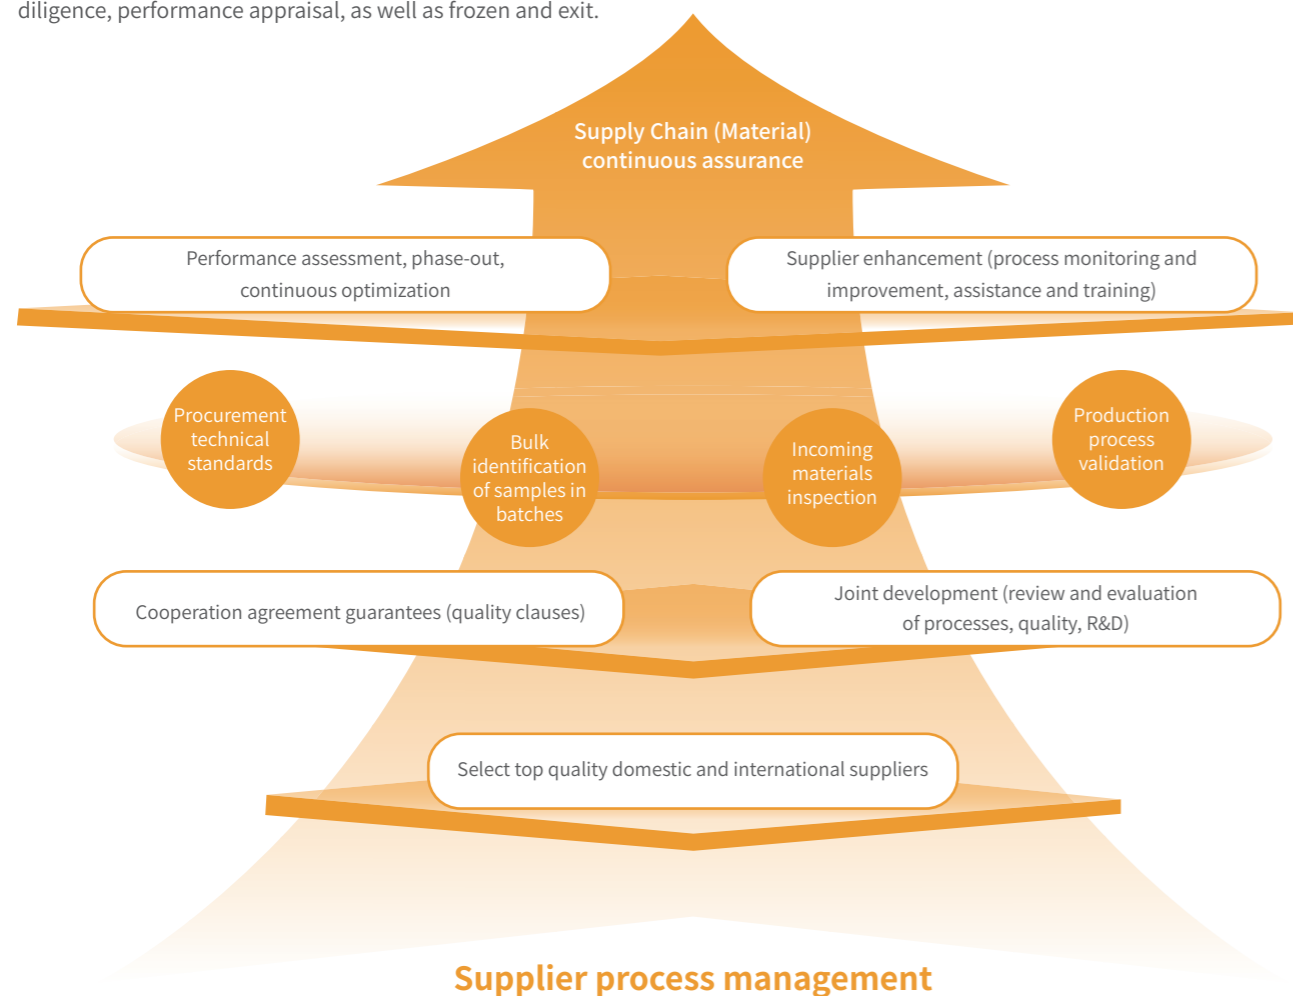 diligence, performance appraisal, as well as frozen and exit.
Supply Chain (Material)
continuous assurance
Performance assessment, phase-out,
continuous optimization
Supplier enhancement (process monitoring and
improvement, assistance and training)
Procurement
technical
standards
Bulk
identification
of samples in
batches
Incoming
materials
inspection
Production
process
validation
Cooperation agreement guarantees (quality clauses)
Joint development (review and evaluation
of processes, quality, R&D)
Select top quality domestic and international suppliers
Supplier process management